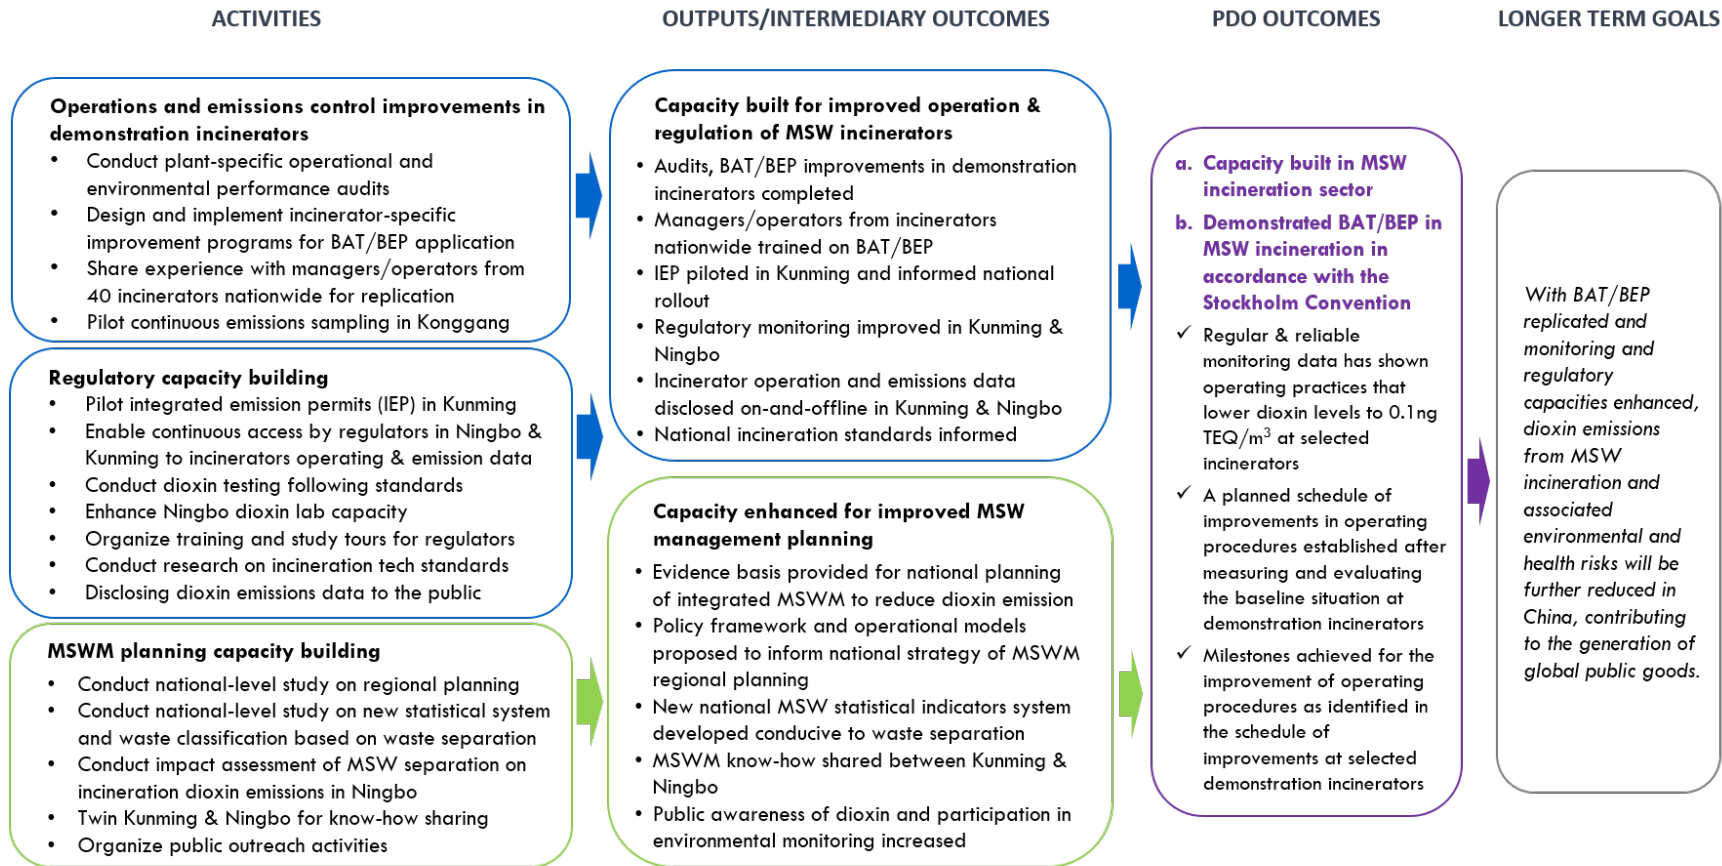 ACTIVITIES
OUTPUTS/INTERMEDIARY OUTCOMES
PDO OUTCOMES
LONGER TERM GOALS
Operations and emissions control improvements in
demonstration incinerators
• Conduct plant-specific operational and
environmental performance audits
• Design and implement incinerator-specific
improvement programs for BAT/BEP application
• Share experience with managers/operators from
40 incinerators nationwide for replication
• Pilot continuous emissions sampling in Konggang
Regulatory capacity building
• Pilot integrated emission permits (IEP) in Kunming
• Enable continuous access by regulators in Ningbo &
Kunming to incinerators operating & emission data
• Conduct dioxin testing following standards
• Enhance Ningbo dioxin lab capacity
• Organize training and study tours for regulators
• Conduct research on incineration tech standards
• Disclosing dioxin emissions data to the public
MSWM planning capacity building
• Conduct national-level study on regional planning
• Conduct national-level study on new statistical system
and waste classification based on waste separation
• Conduct impact assessment of MSW separation on
incineration dioxin emissions in Ningbo
• Twin Kunming & Ningbo for know-how sharing
• Organize public outreach activities
Capacity built for improved operation &
regulation of MSW incinerators
• Audits, BAT/BEP improvements in demonstration
incinerators completed
• Managers/operators from incinerators
nationwide trained on BAT/BEP
• IEP piloted in Kunming and informed national
rollout
• Regulatory monitoring improved in Kunming &
Ningbo
• Incinerator operation and emissions data
disclosed on-and-offline in Kunming & Ningbo
• National incineration standards informed
Capacity enhanced for improved MSW
management planning
• Evidence basis provided for national planning
of integrated MSWM to reduce dioxin emission
• Policy framework and operational models
proposed to inform national strategy of MSWM
regional planning
• New national MSW statistical indicators system
developed conducive to waste separation
• MSWM know-how shared between Kunming &
Ningbo
• Public awareness of dioxin and participation in
environmental monitoring increased
a. Capacity built in MSW
incineration sector
b. Demonstrated BAT/BEP in
MSW incineration in
accordance with the
Stockholm Convention
✓ Regular & reliable
monitoring data has shown
operating practices that
lower dioxin levels to 0.1ng
TEQ/m³ at selected
incinerators
✓ A planned schedule of
improvements in operating
procedures established after
measuring and evaluating
the baseline situation at
demonstration incinerators
✓ Milestones achieved for the
improvement of operating
procedures as identified in
the schedule of
improvements at selected
demonstration incinerators
With BAT/BEP
replicated and
monitoring and
regulatory
capacities enhanced,
dioxin emissions
from MSW
incineration and
associated
environmental and
health risks will be
further reduced in
China, contributing
to the generation of
global public goods.